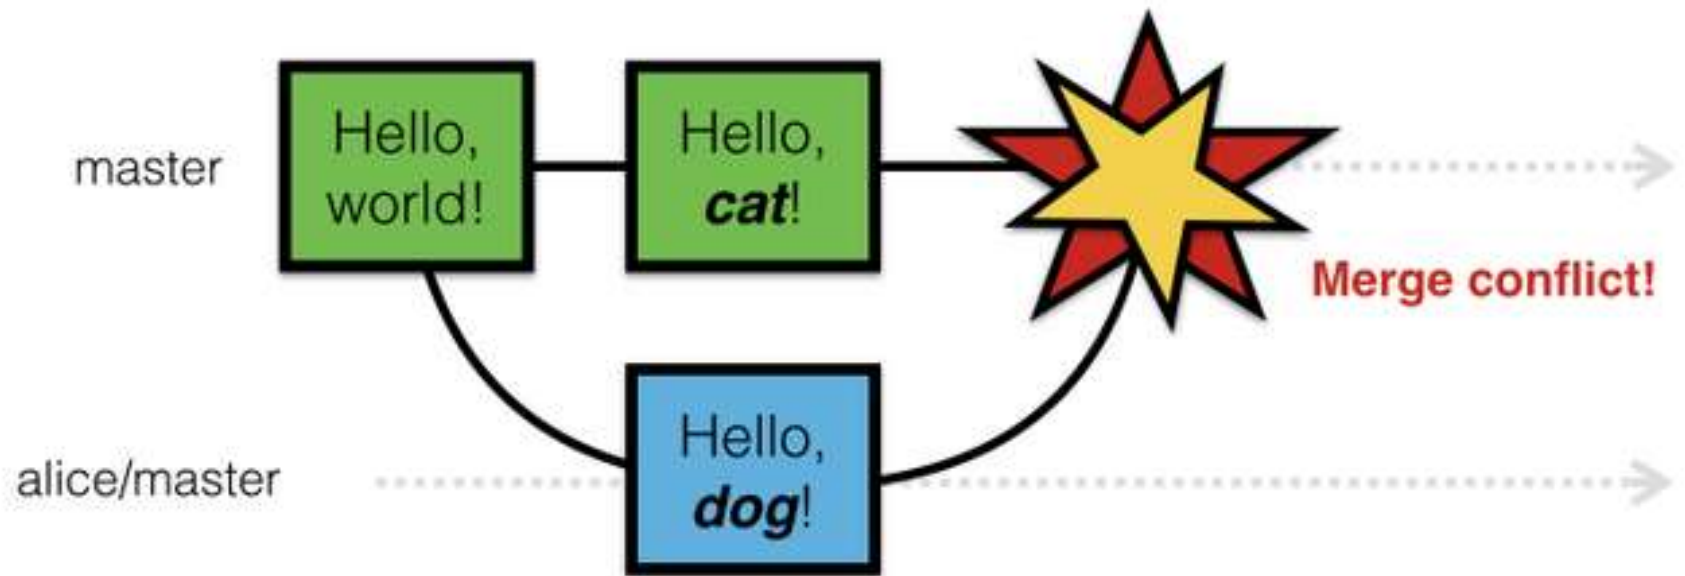 Hello,
world!
Hello,
cat!
master
Merge conflict!
Hello,
dog!
alice/master